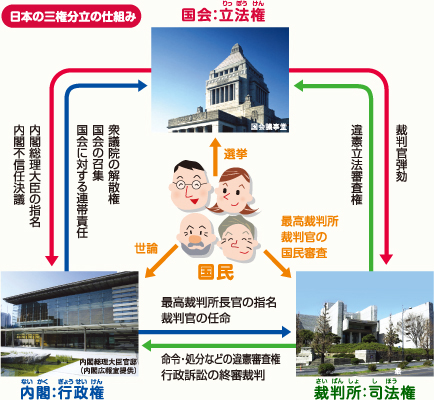 日本の三権分立の仕組み
りっ ぽう けん
国会:立法権
国会議事堂
内閣総理大臣の指名
内閣不信任決議
衆議院の解散権
国会の召集
国会に対する連帯責任
違憲立法審査権
裁判官弾劾
選挙
世論
国民
最高裁判所
裁判官の
国民審査
最高裁判所長官の指名
裁判官の任命
命令・処分などの違憲審査権
行政訴訟の終審裁判
内閣総理大臣官邸
(内閣広報室提供)
ない かく ぎょう せい けん
内閣:行政権
さい ばん しょ し ほう
裁判所:司法権